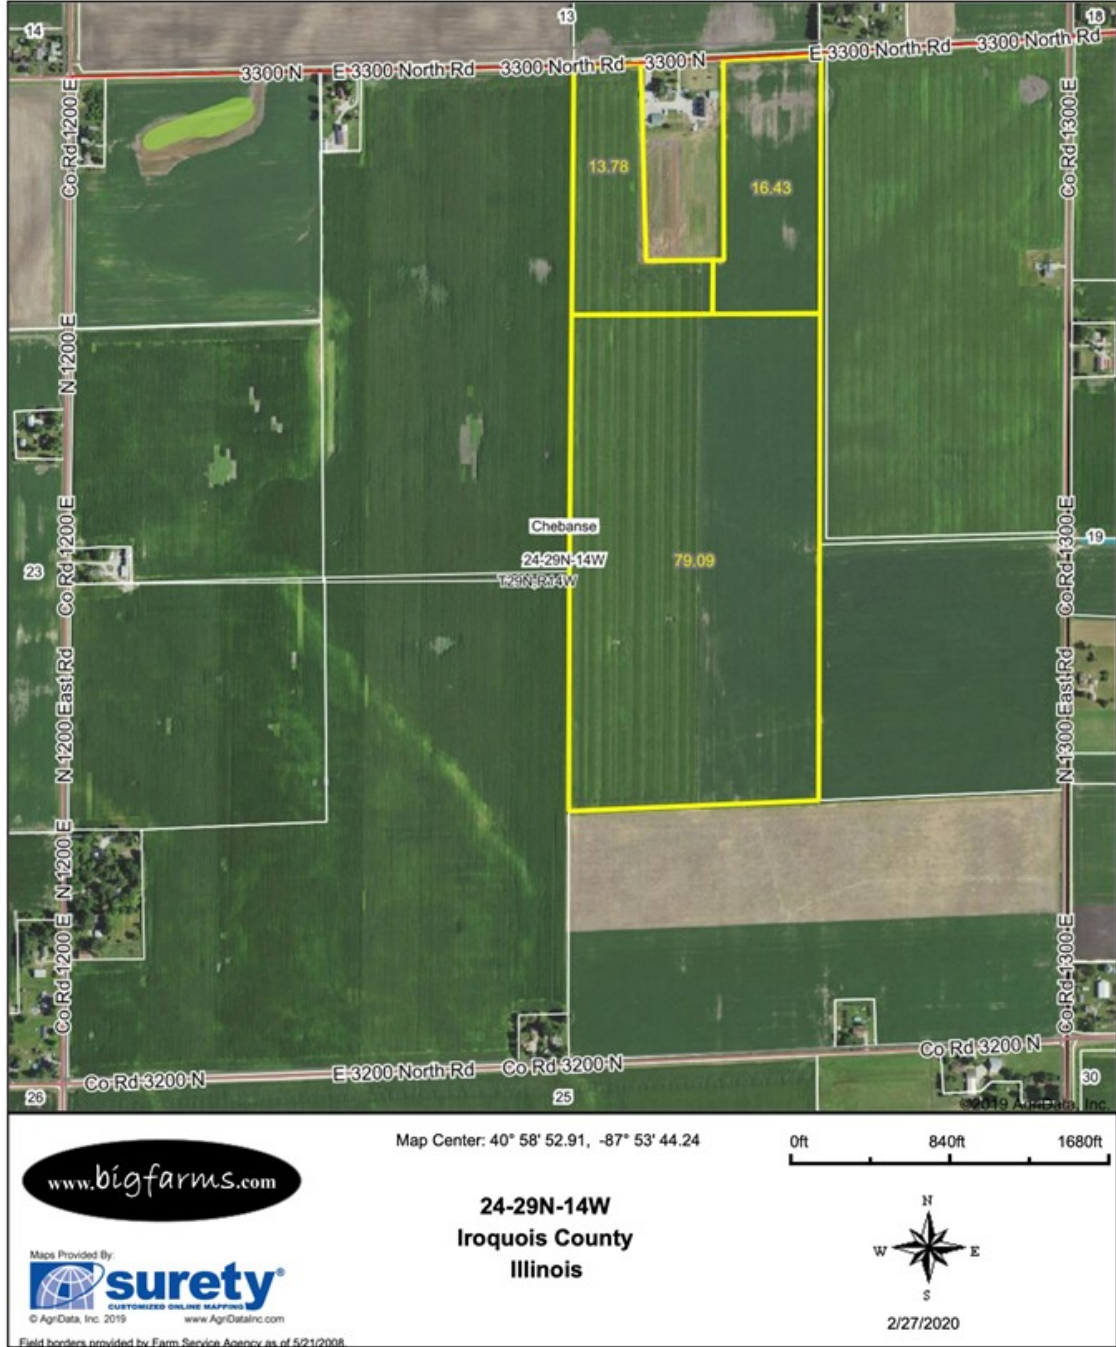 14
13
18
3300 N
E 3300 North Rd
3300 North Rd
3300 N
E 3300 North Rd
3300 North Rd
Co Rd 1200 E
Co Rd 1300 E
13.78
16.43
N 1200 E
Chebanse
24-29N-14W
T29N,R14W
79.09
23
19
Co Rd 1200 E
Co Rd 1300 E
N 1200 East Rd
N 1300 East Rd
N 1200 E
Co Rd 1200 E
Co Rd 1300 E
Co Rd 3200 N
E 3200 North Rd
Co Rd 3200 N
Co Rd 3200 N
26
25
30
©2019 AgriData, Inc.
www.bigfarms.com
Map Center: 40° 58' 52.91, -87° 53' 44.24
0ft 840ft 1680ft
24-29N-14W
Iroquois County
Illinois
N
W E
S
2/27/2020
Maps Provided By:
surety®
CUSTOMIZED ONLINE MAPPING
© AgriData, Inc. 2019 www.AgriDataInc.com
Field borders provided by Farm Service Agency as of 5/21/2008.